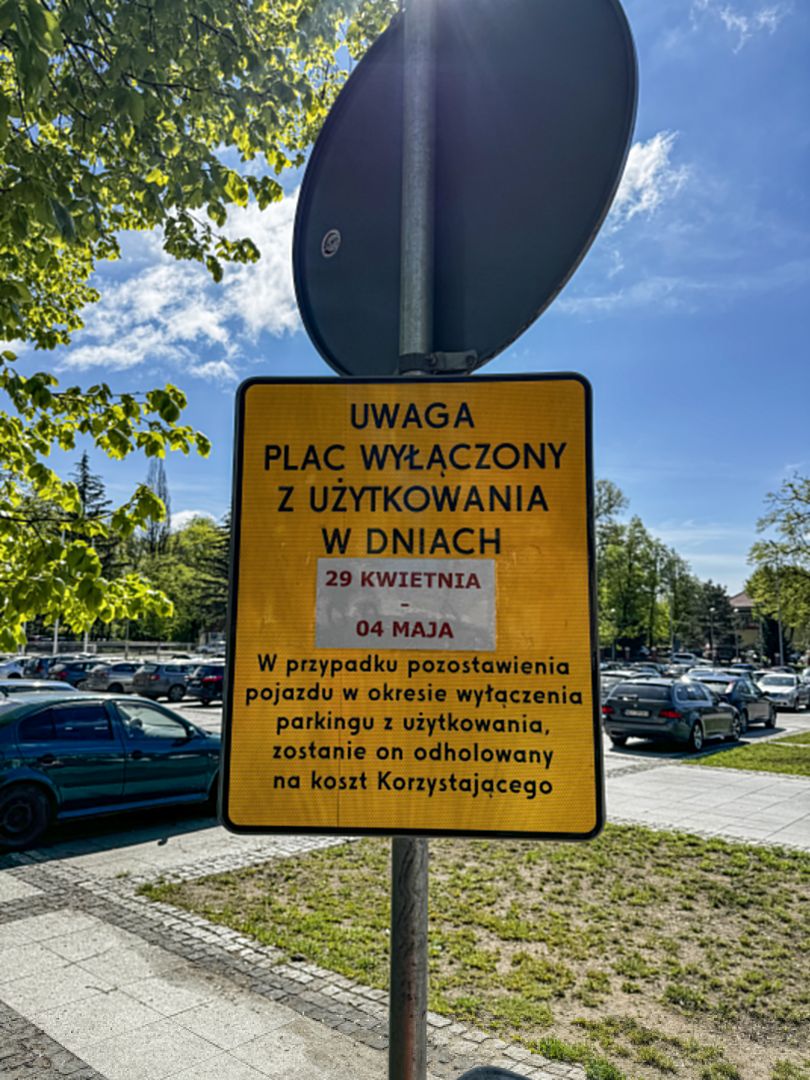 UWAGA
PLAC WYŁĄCZONY
Z UŻYTKOWANIA
W DNIACH
29 KWIETNIA
-
04 MAJA
W przypadku pozostawienia
pojazdu w okresie wyłączenia
parkingu z użytkowania,
zostanie on odholowany
na koszt Korzystającego